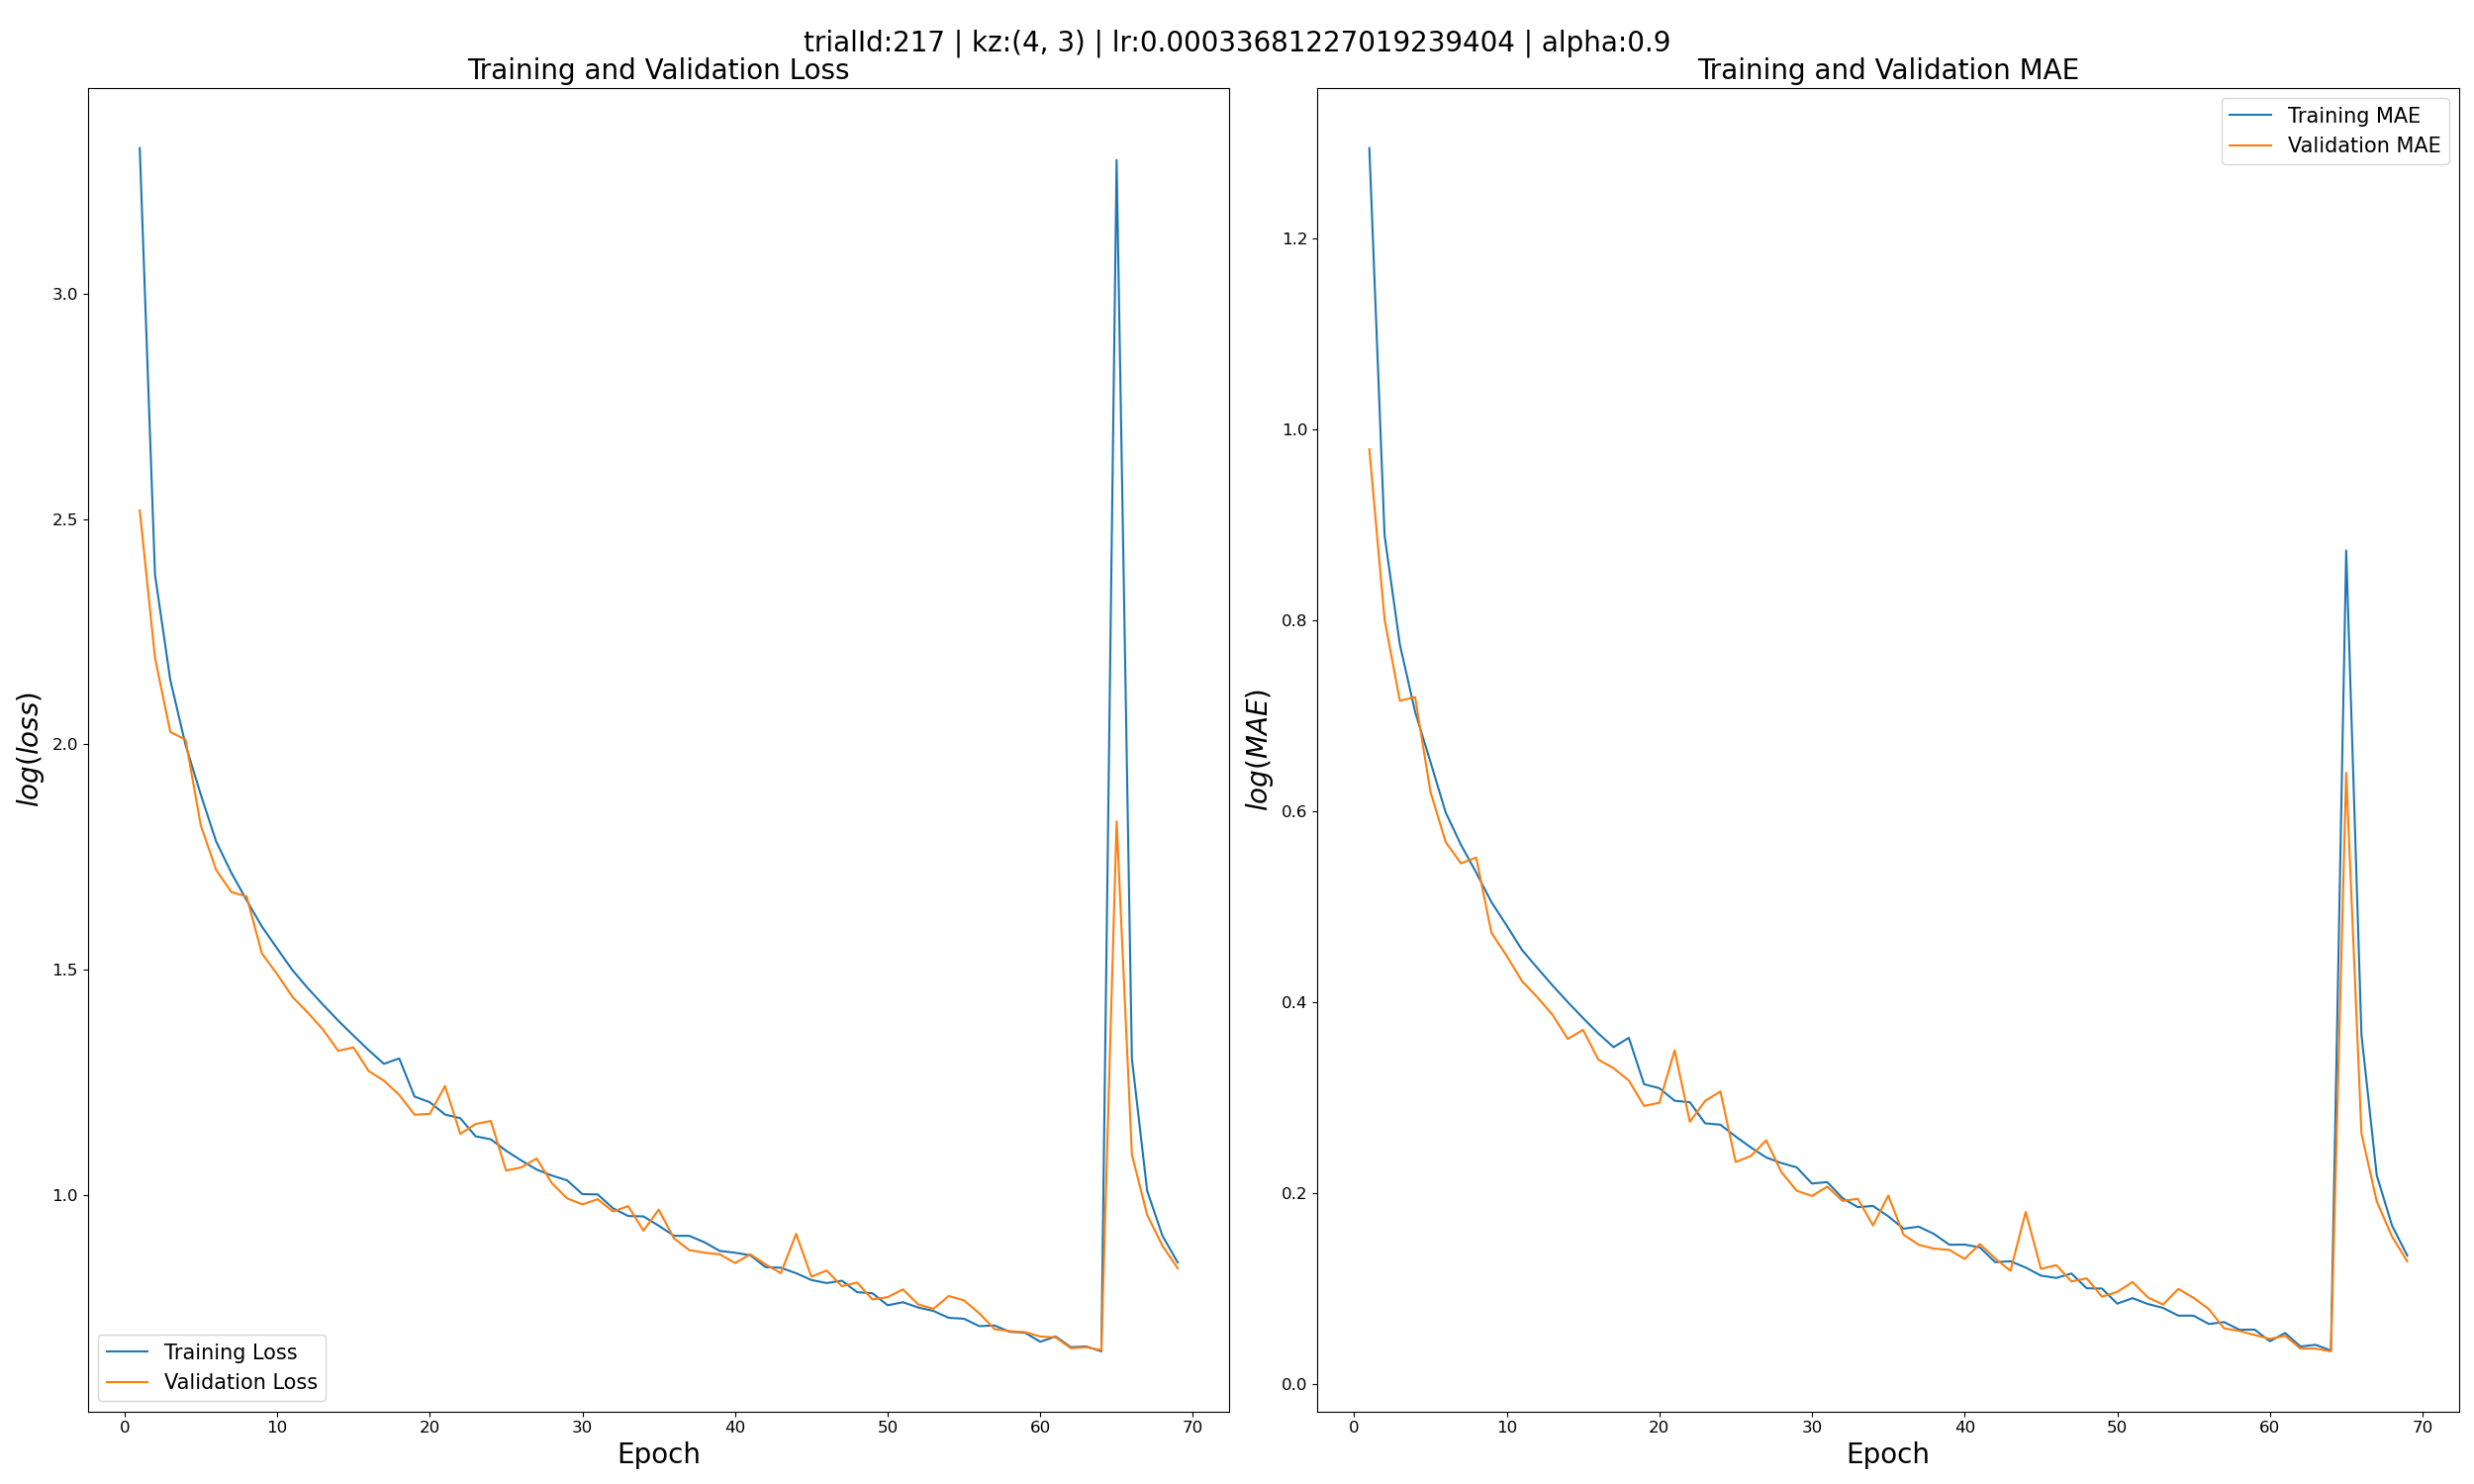 trialId:217 | kz:(4, 3) | lr:0.00033681227019239404 | alpha:0.9
Training and Validation Loss
3.0
2.5
2.0
1.5
1.0
log(loss)
Training Loss
Validation Loss
0 10 20 30 40 50 60 70
Epoch
Training and Validation MAE
Training MAE
Validation MAE
1.2
1.0
0.8
0.6
0.4
0.2
0.0
log(MAE)
0 10 20 30 40 50 60 70
Epoch